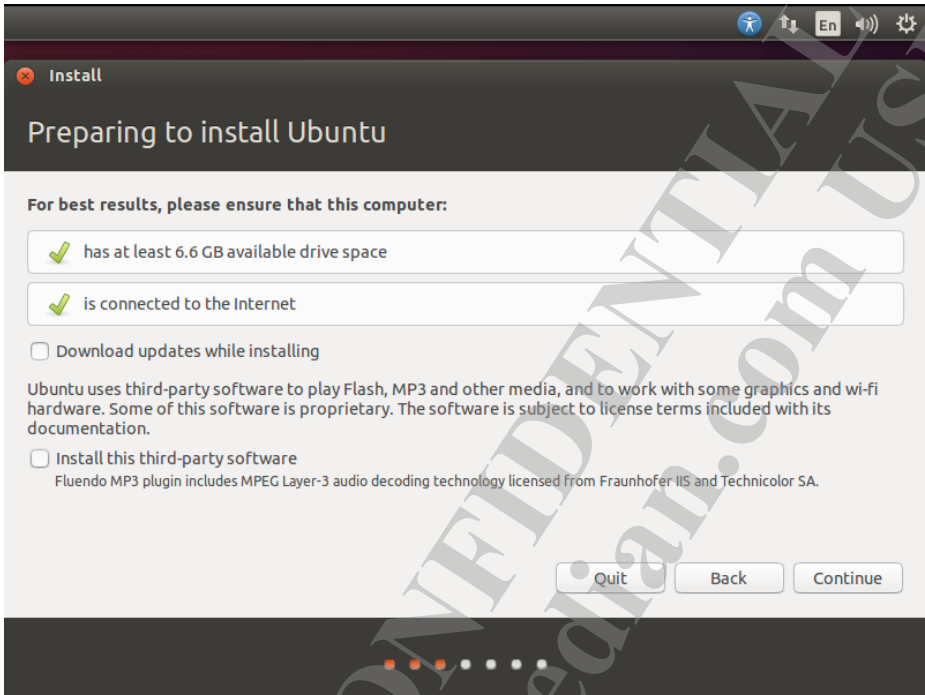 En
Install
Preparing to install Ubuntu
For best results, please ensure that this computer:
has at least 6.6 GB available drive space
is connected to the Internet
Download updates while installing
Ubuntu uses third-party software to play Flash, MP3 and other media, and to work with some graphics and wi-fi
hardware. Some of this software is proprietary. The software is subject to license terms included with its
documentation.
Install this third-party software
Fluendo MP3 plugin includes MPEG Layer-3 audio decoding technology licensed from Fraunhofer IIS and Technicolor SA.
Quit Back Continue